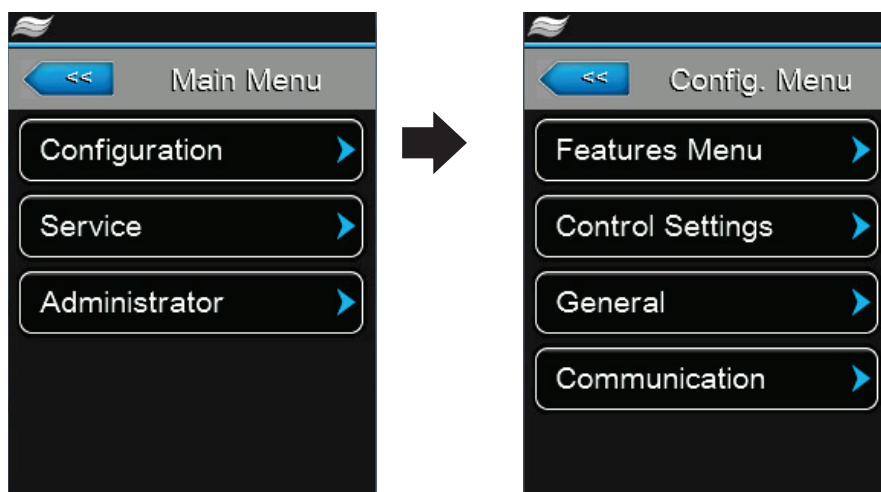 << Main Menu
Configuration
Service
Administrator
<< Config. Menu
Features Menu
Control Settings
General
Communication